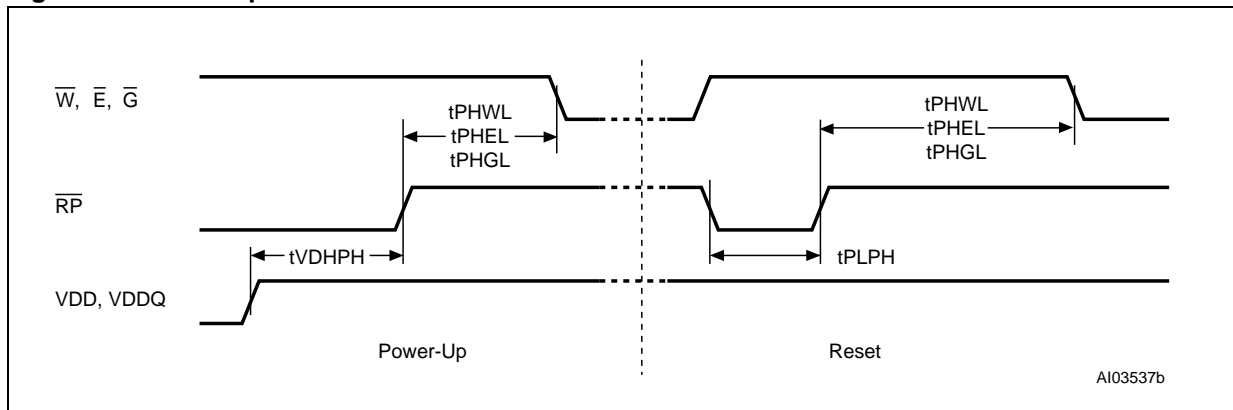 W, E, G
tPHWL
tPHEL
tPHGL
tPHWL
tPHEL
tPHGL
RP
tVDHPH
tPLPH
VDD, VDDQ
Power-Up
Reset
AI03537b